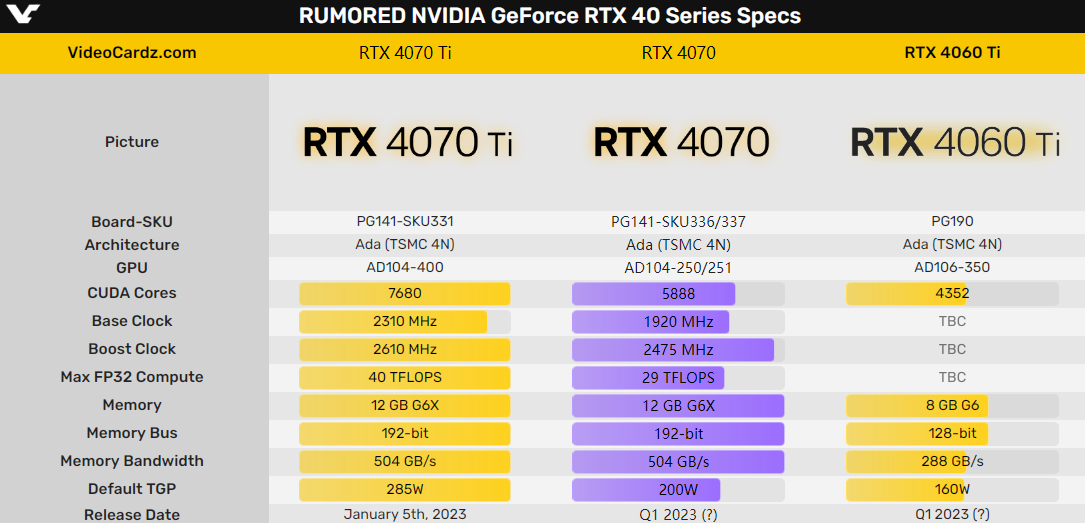 RUMORED NVIDIA GeForce RTX 40 Series Specs
VideoCardz.com RTX 4070 Ti RTX 4070 RTX 4060 Ti
Picture RTX 4070 Ti RTX 4070 RTX 4060 Ti
Board-SKU PG141-SKU331 PG141-SKU336/337 PG190
Architecture Ada (TSMC 4N) Ada (TSMC 4N) Ada (TSMC 4N)
GPU AD104-400 AD104-250/251 AD106-350
CUDA Cores 7680 5888 4352
Base Clock 2310 MHz 1920 MHz TBC
Boost Clock 2610 MHz 2475 MHz TBC
Max FP32 Compute 40 TFLOPS 29 TFLOPS TBC
Memory 12 GB G6X 12 GB G6X 8 GB G6
Memory Bus 192-bit 192-bit 128-bit
Memory Bandwidth 504 GB/s 504 GB/s 288 GB/s
Default TGP 285W 200W 160W
Release Date January 5th, 2023 Q1 2023 (?) Q1 2023 (?)